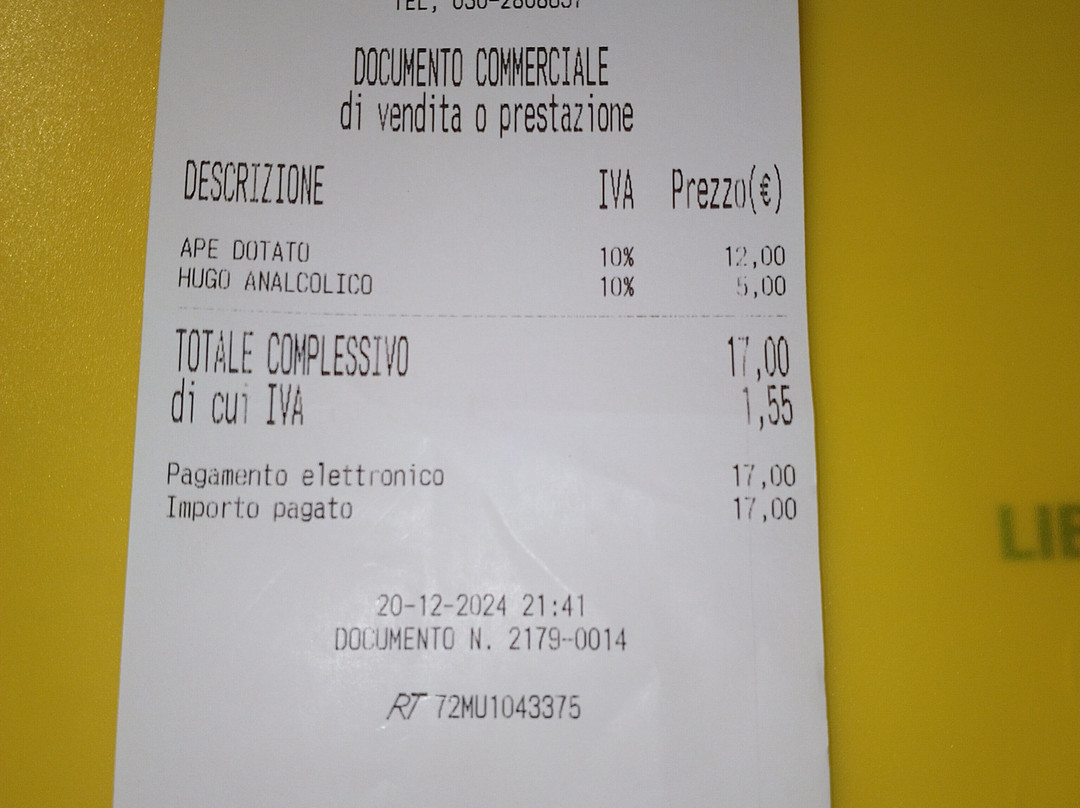 DOCUMENTO COMMERCIALE
di vendita o prestazione
DESCRIZIONE IVA Prezzo(€)
APE DOTATO 10% 12,00
HUGO ANALCOLICO 10% 5,00
TOTALE COMPLESSIVO 17,00
di cui IVA 1,55
Pagamento elettronico 17,00
Importo pagato 17,00
20-12-2024 21:41
DOCUMENTO N. 2179-0014
RT 72MU1043375